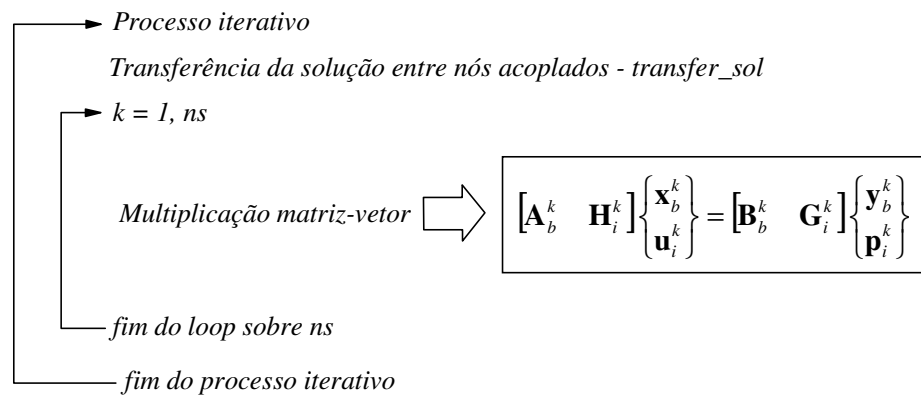 Processo iterativo
Transferência da solução entre nós acoplados - transfer_sol
k = 1, ns
Multiplicação matriz-vetor [A_b^k H_i^k]{x_b^k u_i^k} = [B_b^k G_i^k]{y_b^k p_i^k}
fim do loop sobre ns
fim do processo iterativo